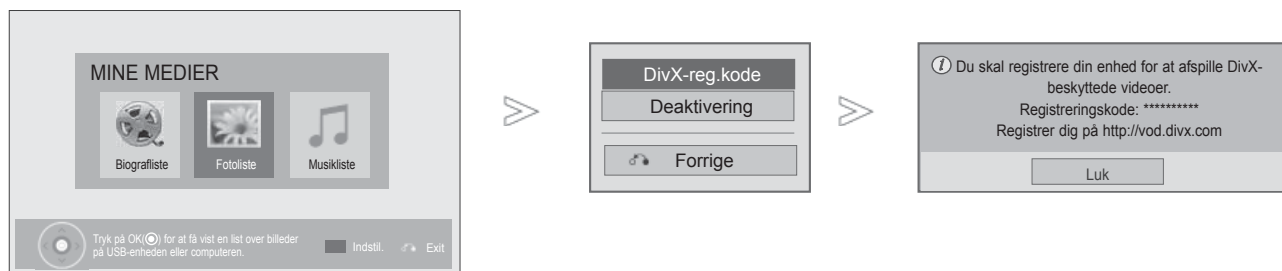 MINE MEDIER
Biografliste
Fotoliste
Musikliste
Tryk på OK(◉) for at få vist en list over billeder
på USB-enheden eller computeren.
Indstil.
Exit
DivX-reg.kode
Deaktivering
Forrige
Du skal registrere din enhed for at afspille DivX-
beskyttede videoer.
Registreringskode: **********
Registrer dig på http://vod.divx.com
Luk